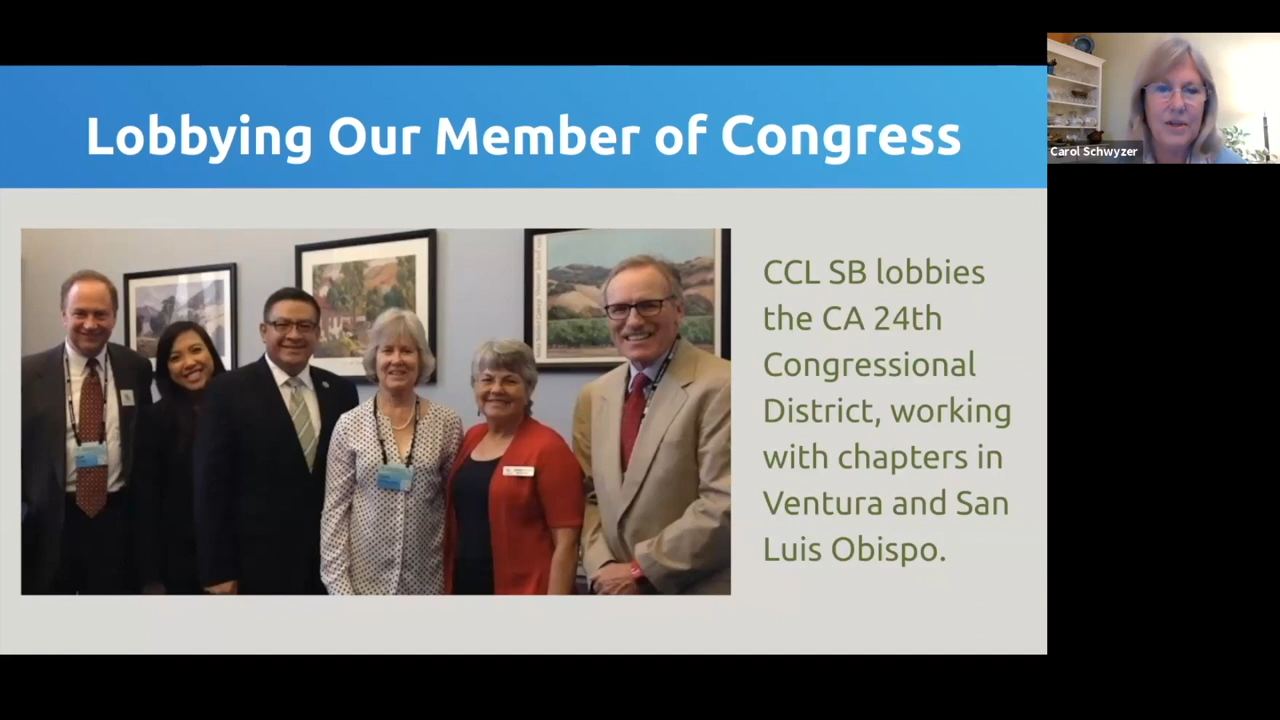 Lobbying Our Member of Congress
Carol Schwyzer
CCL SB lobbies
the CA 24th
Congressional
District, working
with chapters in
Ventura and San
Luis Obispo.